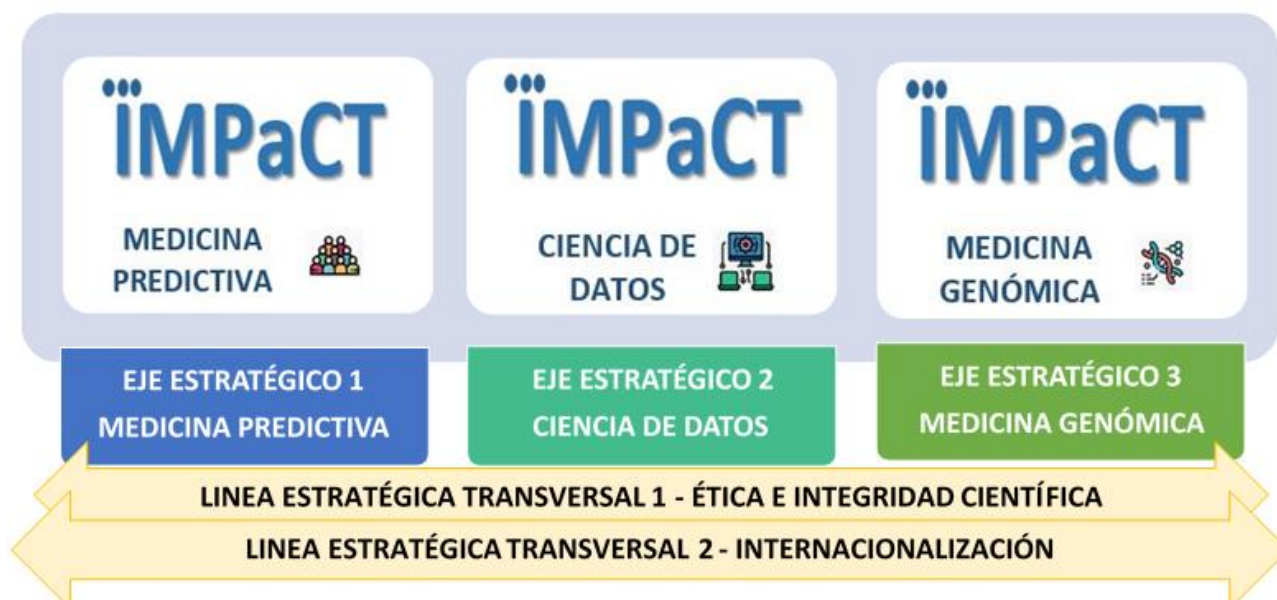 IMPaCT
MEDICINA
PREDICTIVA
IMPaCT
CIENCIA DE
DATOS
IMPaCT
MEDICINA
GENÓMICA
EJE ESTRATÉGICO 1
MEDICINA PREDICTIVA
EJE ESTRATÉGICO 2
CIENCIA DE DATOS
EJE ESTRATÉGICO 3
MEDICINA GENÓMICA
LINEA ESTRATÉGICA TRANSVERSAL 1 - ÉTICA E INTEGRIDAD CIENTÍFICA
LINEA ESTRATÉGICA TRANSVERSAL 2 - INTERNACIONALIZACIÓN